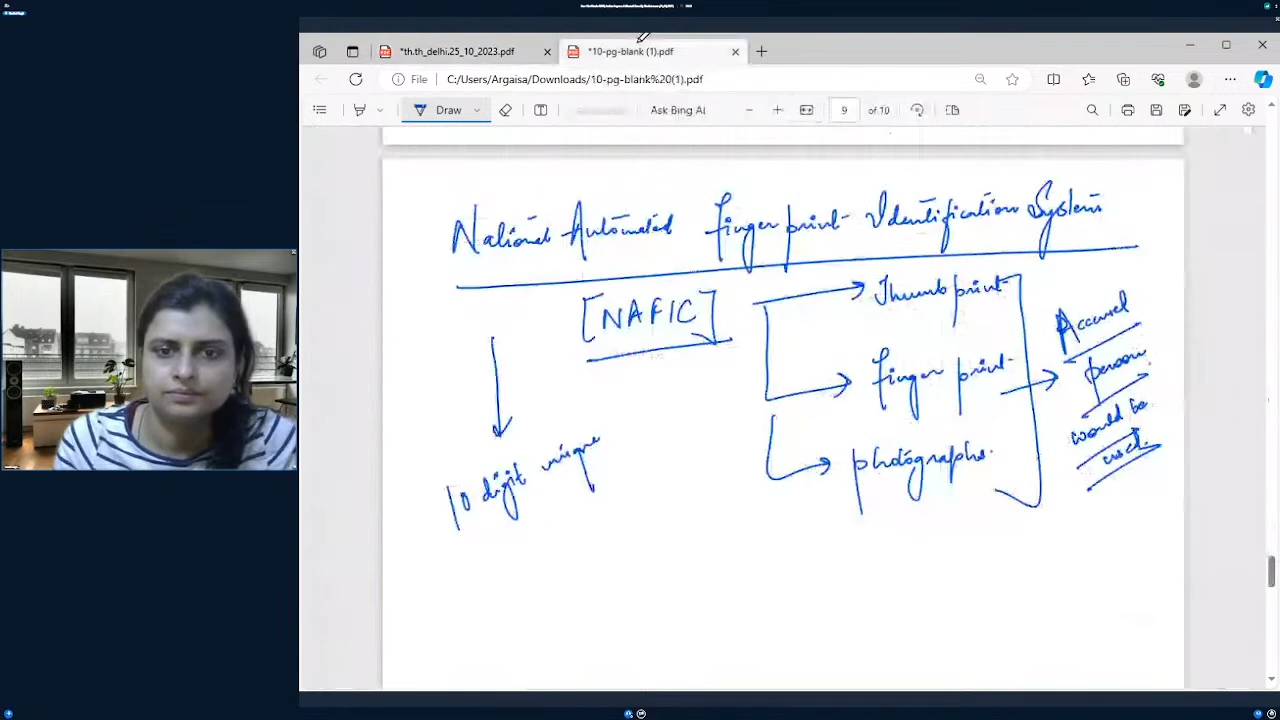 *th.th_delhi.25_10_2023.pdf
*10-pg-blank (1).pdf
File C:/Users/Argaisa/Downloads/10-pg-blank%20(1).pdf
Draw Ask Bing AI 9 of 10
National Automated Finger print Identification System
[NAFIC]
Thumb print
Finger print
photographs.
Accused
person
would be
10 digit unique